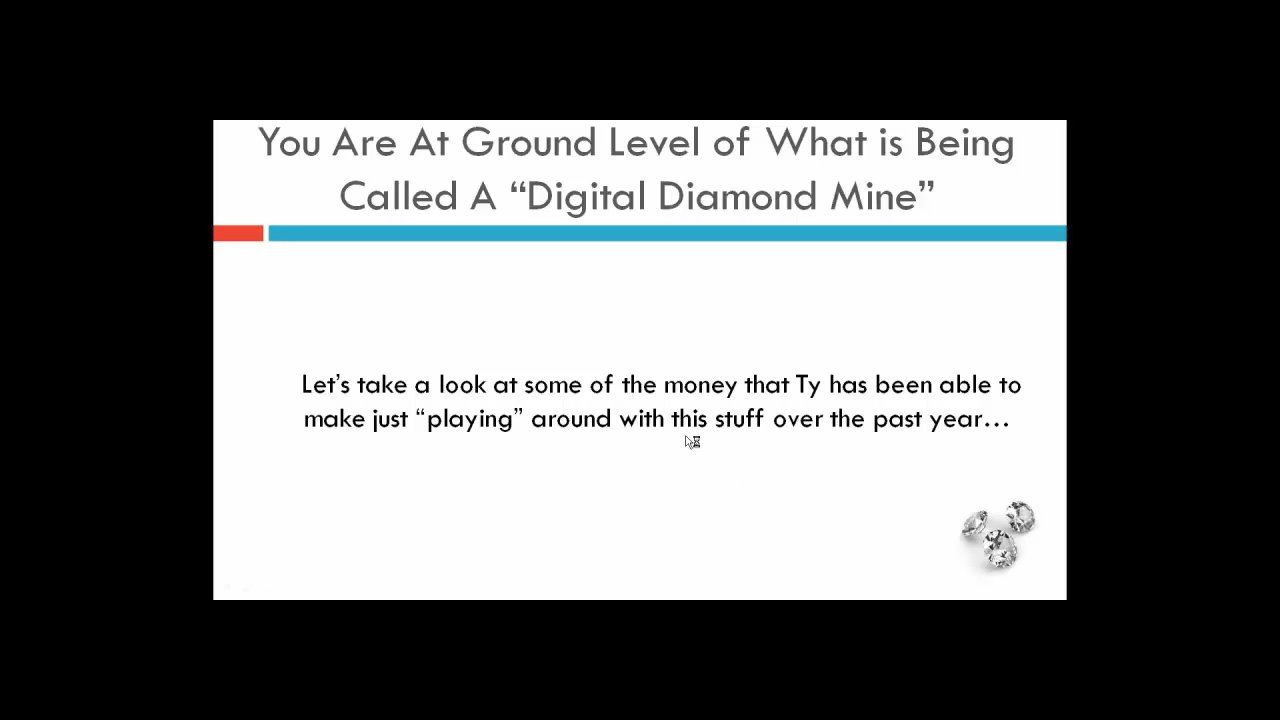 You Are At Ground Level of What is Being
Called A “Digital Diamond Mine”
Let’s take a look at some of the money that Ty has been able to
make just “playing” around with this stuff over the past year…